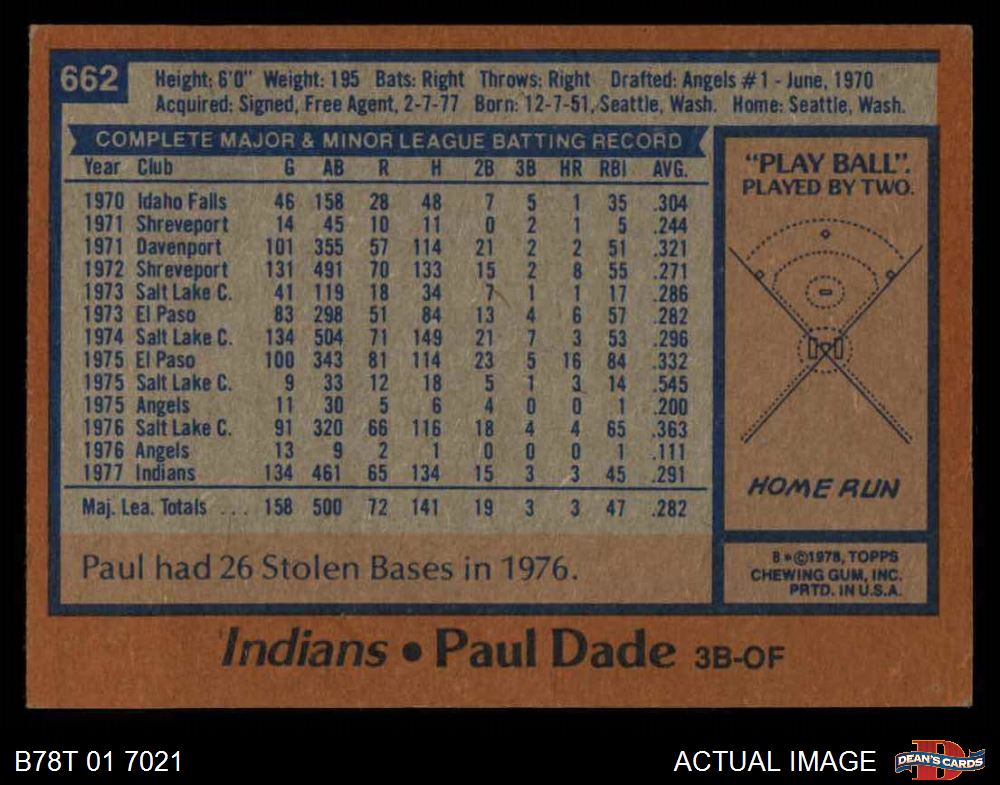 662
Height: 6'0" Weight: 195 Bats: Right Throws: Right Drafted: Angels #1 - June, 1970
Acquired: Signed, Free Agent, 2-7-77 Born: 12-7-51, Seattle, Wash. Home: Seattle, Wash.
COMPLETE MAJOR & MINOR LEAGUE BATTING RECORD
Year Club G AB R H 2B 3B HR RBI AVG.
1970 Idaho Falls 46 158 28 48 7 5 1 35 .304
1971 Shreveport 14 45 10 11 0 2 1 5 .244
1971 Davenport 101 355 57 114 21 2 2 51 .321
1972 Shreveport 131 491 70 133 15 2 8 55 .271
1973 Salt Lake C. 41 119 18 34 7 1 1 17 .286
1973 El Paso 83 298 51 84 13 4 6 57 .282
1974 Salt Lake C. 134 504 71 149 21 7 3 53 .296
1975 El Paso 100 343 81 114 23 5 16 84 .332
1975 Salt Lake C. 9 33 12 18 5 1 3 14 .545
1975 Angels 11 30 5 6 4 0 0 1 .200
1976 Salt Lake C. 91 320 66 116 18 4 4 65 .363
1976 Angels 13 9 2 1 0 0 0 1 .111
1977 Indians 134 461 65 134 15 3 3 45 .291
Maj. Lea. Totals ... 158 500 72 141 19 3 3 47 .282
Paul had 26 Stolen Bases in 1976.
"PLAY BALL".
PLAYED BY TWO.
HOME RUN
B*©1978, TOPPS
CHEWING GUM, INC.
PRTD. IN U.S.A.
Indians • Paul Dade 3B-OF
B78T 01 7021
ACTUAL IMAGE
D
DEAN'S CARDS